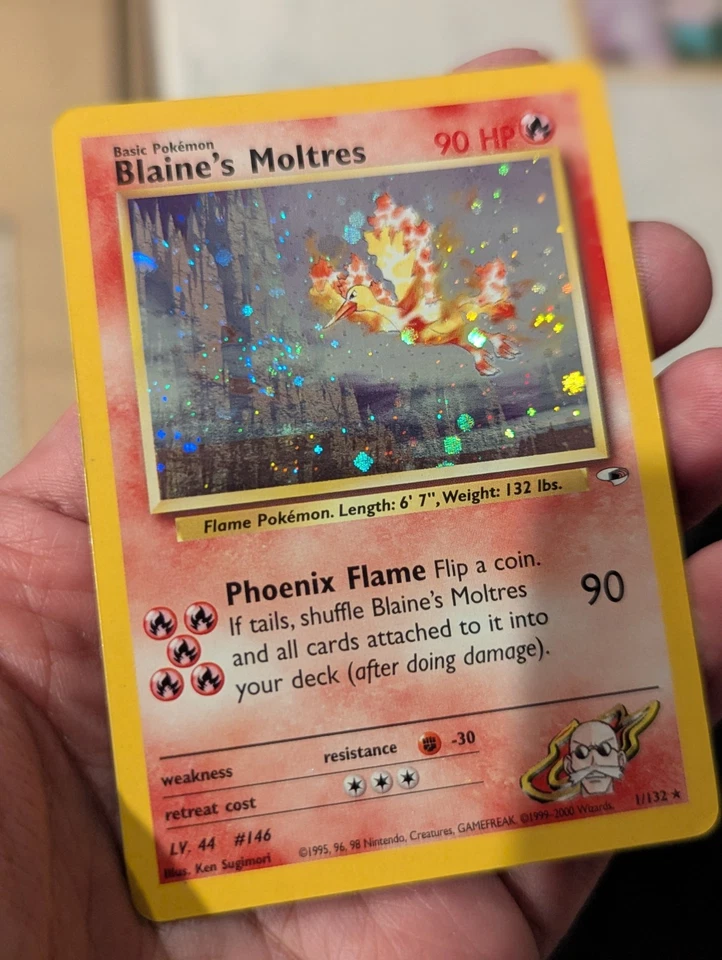 Basic Pokémon
Blaine's Moltres 90 HP
Flame Pokémon. Length: 6' 7", Weight: 132 lbs.
Phoenix Flame Flip a coin.
If tails, shuffle Blaine's Moltres
and all cards attached to it into
your deck (after doing damage).
90
weakness
resistance -30
retreat cost
LV. 44 #146
Illus. Ken Sugimori
©1995, 96, 98 Nintendo, Creatures, GAMEFREAK. ©1999-2000 Wizards.
1/132 ★